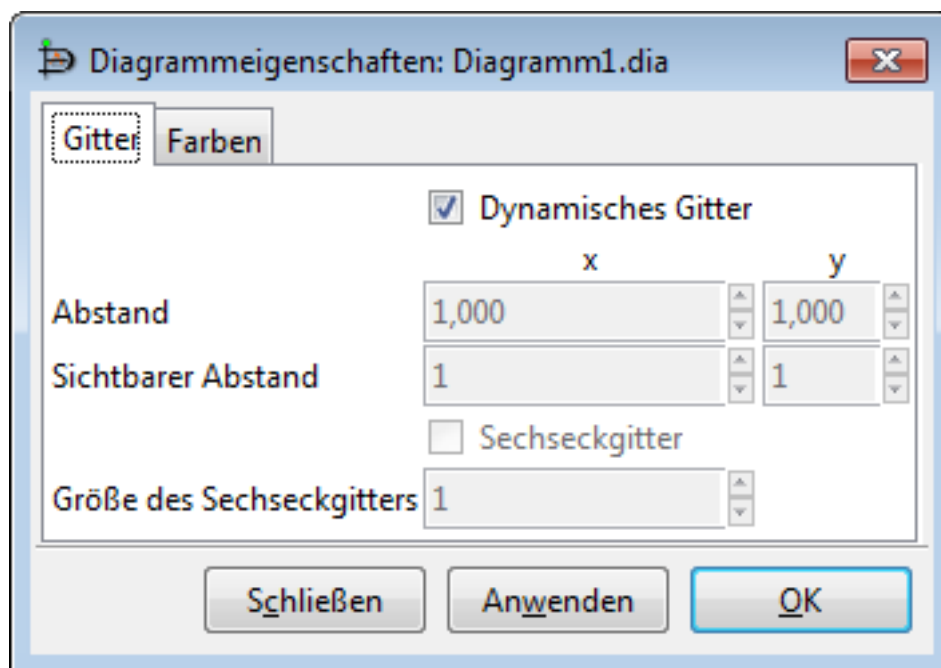 Diagrammeigenschaften: Diagramm1.dia
Gitter Farben
Dynamisches Gitter
x y
Abstand 1,000 1,000
Sichtbarer Abstand 1 1
Sechseckgitter
Größe des Sechseckgitters 1
Schließen Anwenden OK